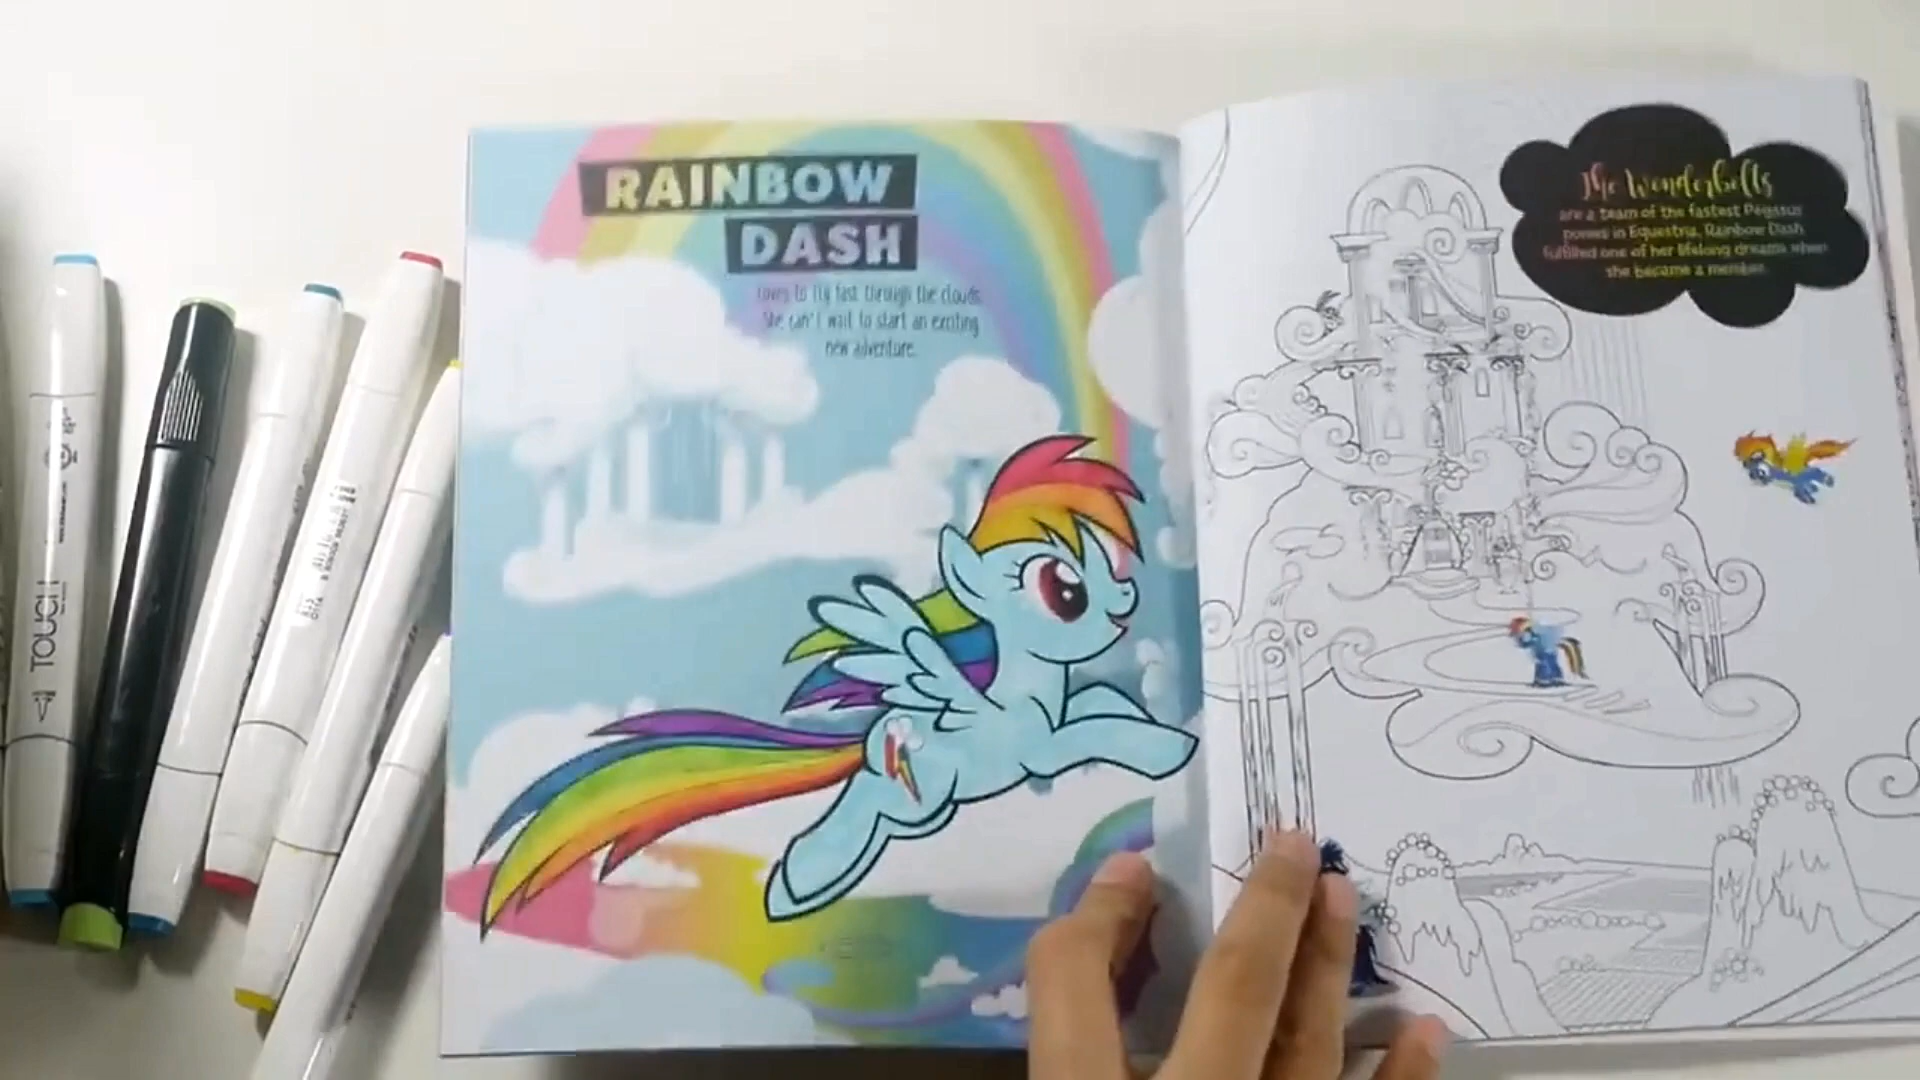 RAINBOW
DASH
loves to fly fast through the clouds.
She can't wait to start an exciting
new adventure.
The Wonderbolts
are a team of the fastest Pegasus
ponies in Equestria. Rainbow Dash
fulfilled one of her lifelong dreams when
she became a member.
TOUCH